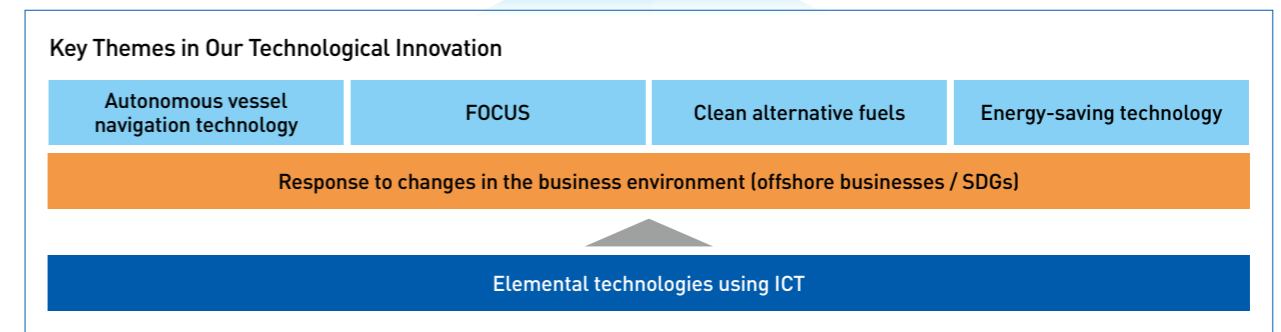 Key Themes in Our Technological Innovation
Autonomous vessel
navigation technology
FOCUS
Clean alternative fuels
Energy-saving technology
Response to changes in the business environment (offshore businesses / SDGs)
Elemental technologies using ICT